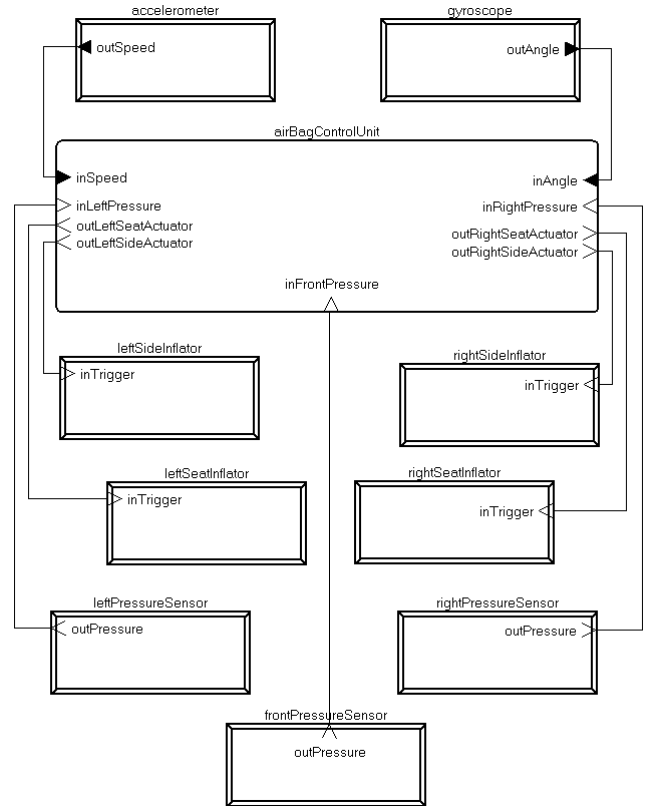 accelerometer
gyroscope
outSpeed
outAngle
airBagControlUnit
inSpeed
inAngle
inLeftPressure
inRightPressure
outLeftSeatActuator
outRightSeatActuator
outLeftSideActuator
outRightSideActuator
inFrontPressure
leftSideInflator
rightSideInflator
inTrigger
inTrigger
leftSeatInflator
rightSeatInflator
inTrigger
inTrigger
leftPressureSensor
rightPressureSensor
outPressure
outPressure
frontPressureSensor
outPressure